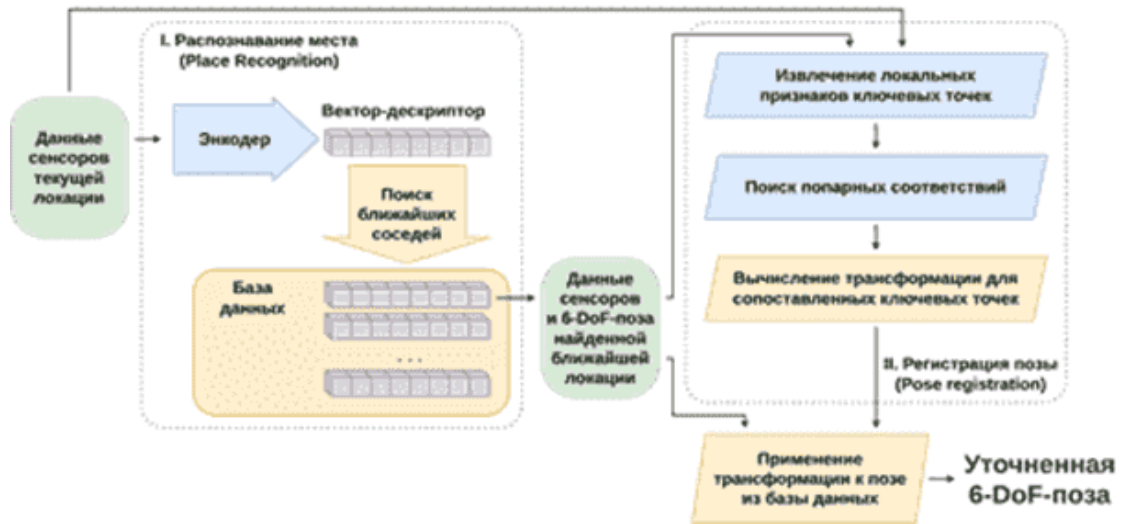 I. Распознавание места
(Place Recognition)
Данные
сенсоров
текущей
локации
Энкодер
Вектор-дескриптор
Поиск
ближайших
соседей
База
данных
...
Данные
сенсоров
и 6-DoF-поза
найденной
ближайшей
локации
Извлечение локальных
признаков ключевых точек
Поиск попарных соответствий
Вычисление трансформации для
сопоставленных ключевых точек
II. Регистрация позы
(Pose registration)
Применение
трансформации к позе
из базы данных
Уточненная
6-DoF-поза